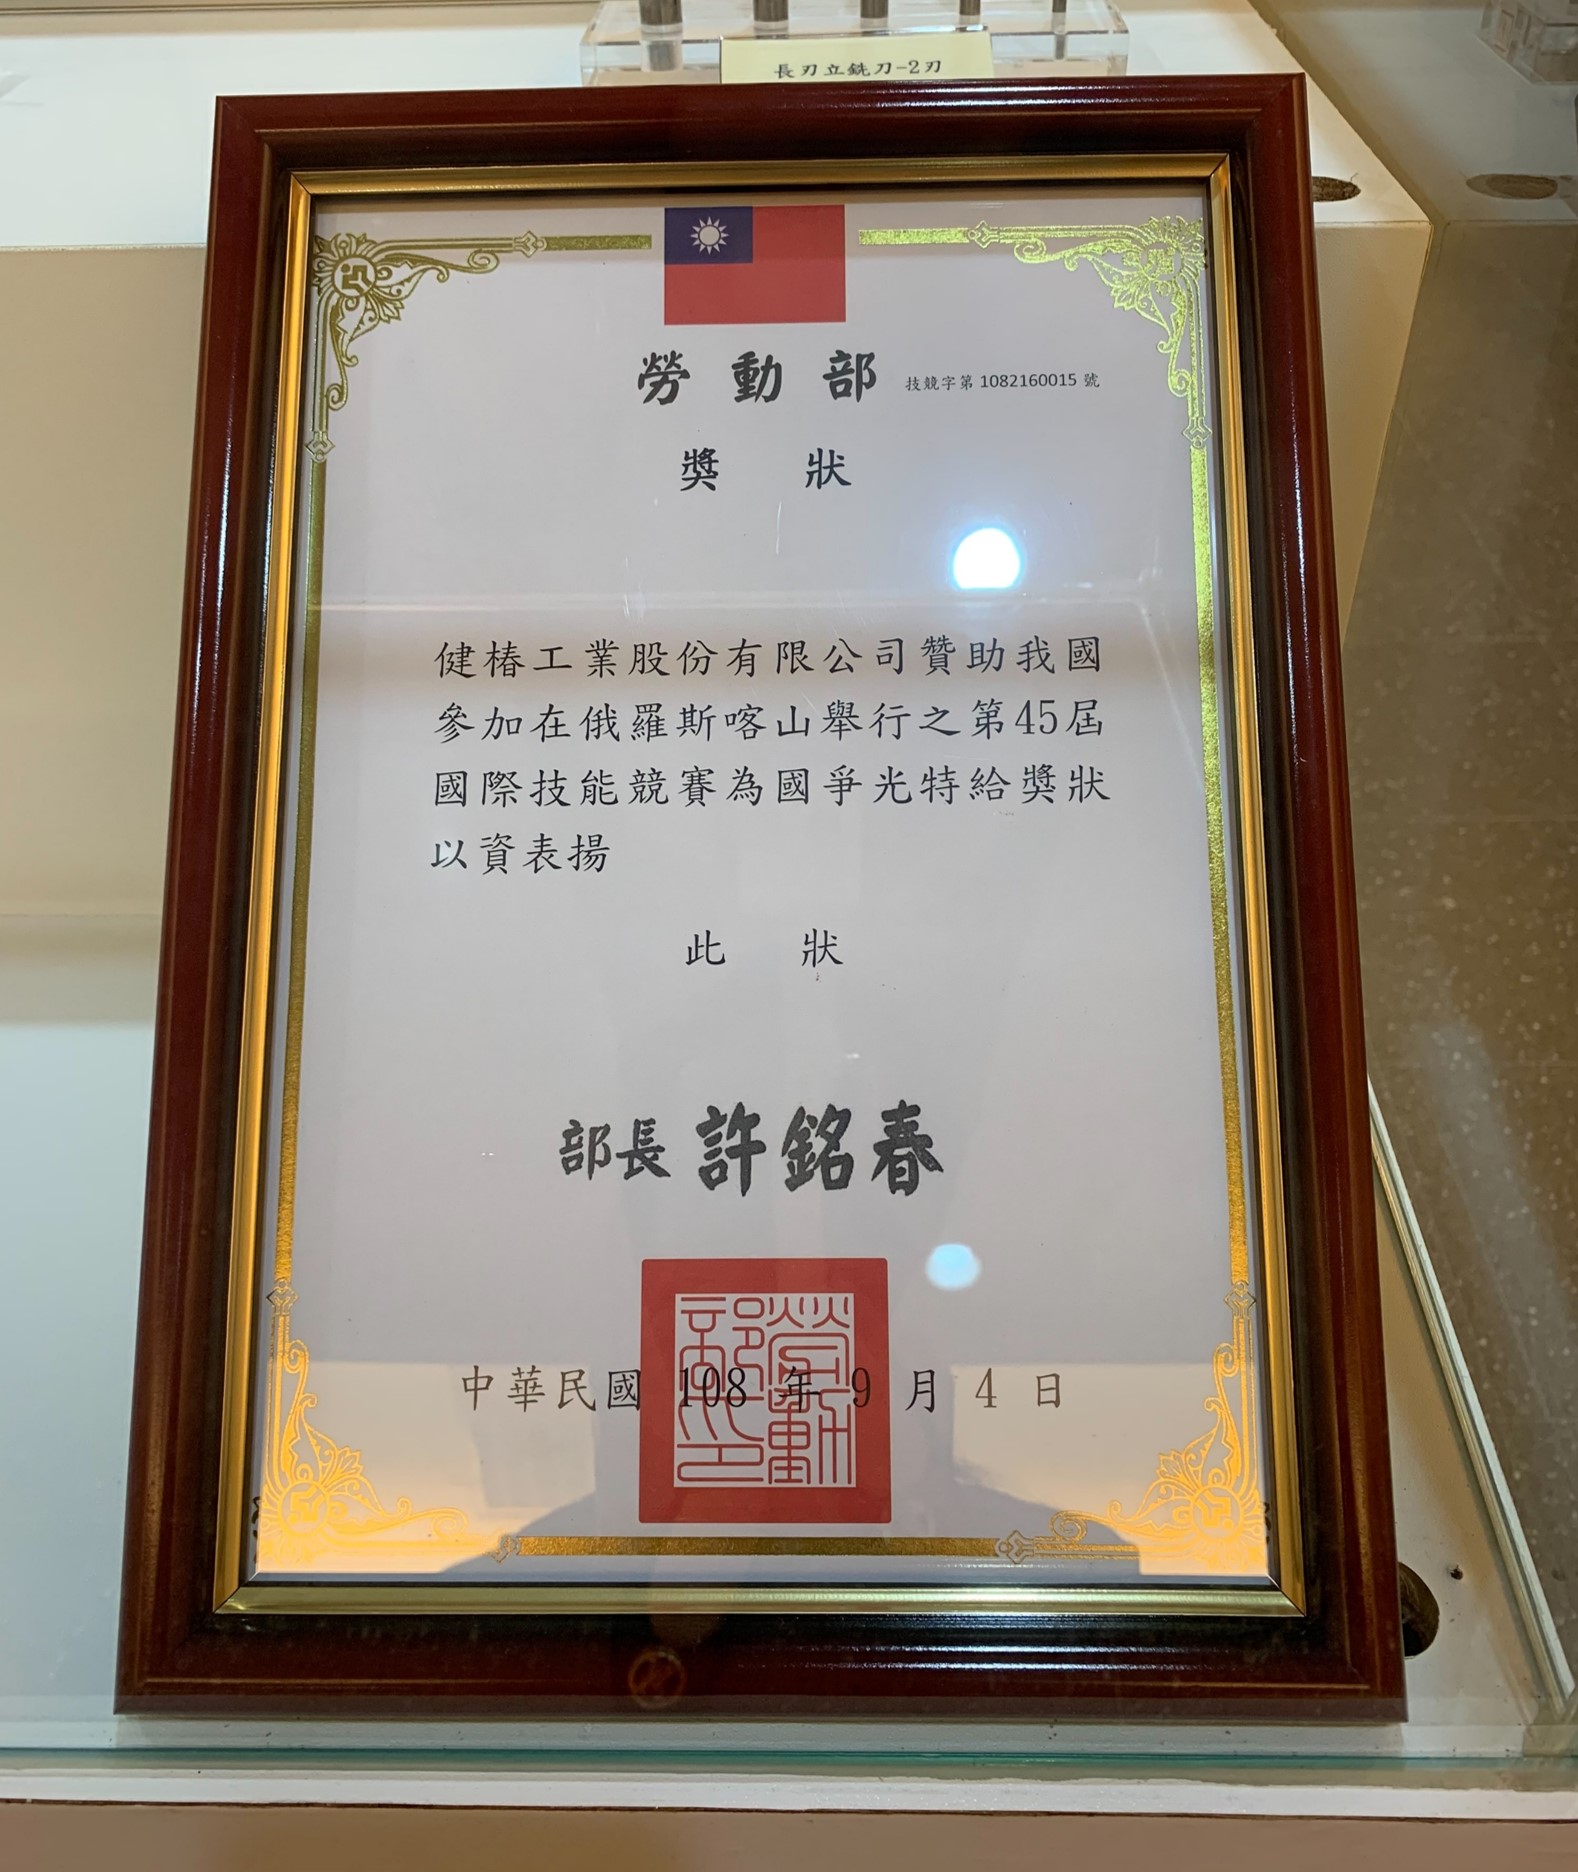 長刃立銑刀-2刃
勞動部 技競字第1082160015號
獎狀
健椿工業股份有限公司贊助我國
參加在俄羅斯喀山舉行之第45屆
國際技能競賽為國爭光特給獎狀
以資表揚
此狀
部長 許銘春
中華民國 108 年 9 月 4 日
勞動部印